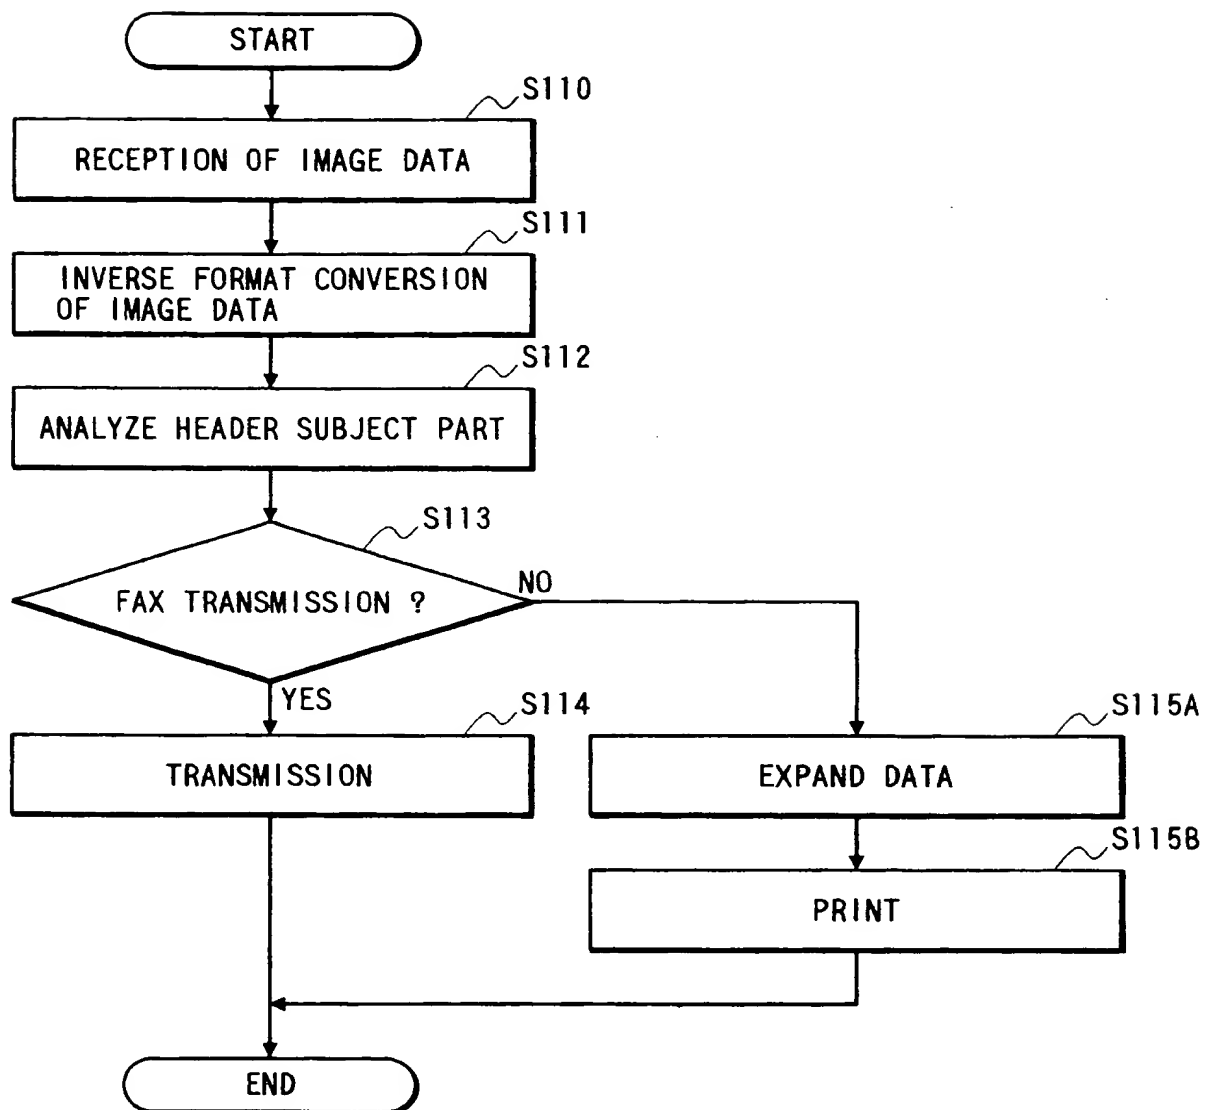 START
S110
RECEPTION OF IMAGE DATA
S111
INVERSE FORMAT CONVERSION
OF IMAGE DATA
S112
ANALYZE HEADER SUBJECT PART
S113
FAX TRANSMISSION ?
NO
YES
S114
TRANSMISSION
S115A
EXPAND DATA
S115B
PRINT
END